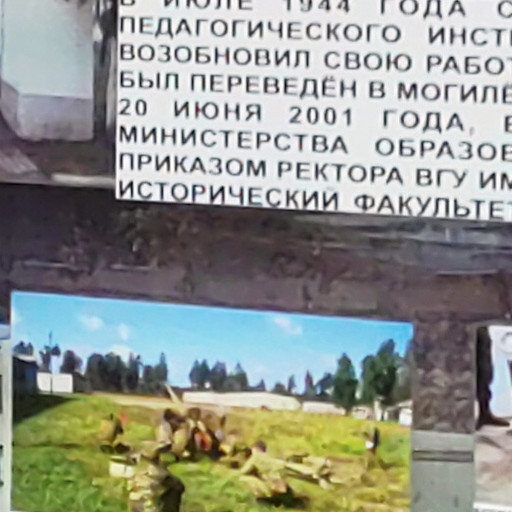 В ИЮЛЕ 1944 ГОДА С
ПЕДАГОГИЧЕСКОГО ИНСТ
ВОЗОБНОВИЛ СВОЮ РАБОТ
БЫЛ ПЕРЕВЕДЁН В МОГИЛЁ
20 ИЮНЯ 2001 ГОДА, В
МИНИСТЕРСТВА ОБРАЗОВ
ПРИКАЗОМ РЕКТОРА ВГУ ИМ
ИСТОРИЧЕСКИЙ ФАКУЛЬТЕТ